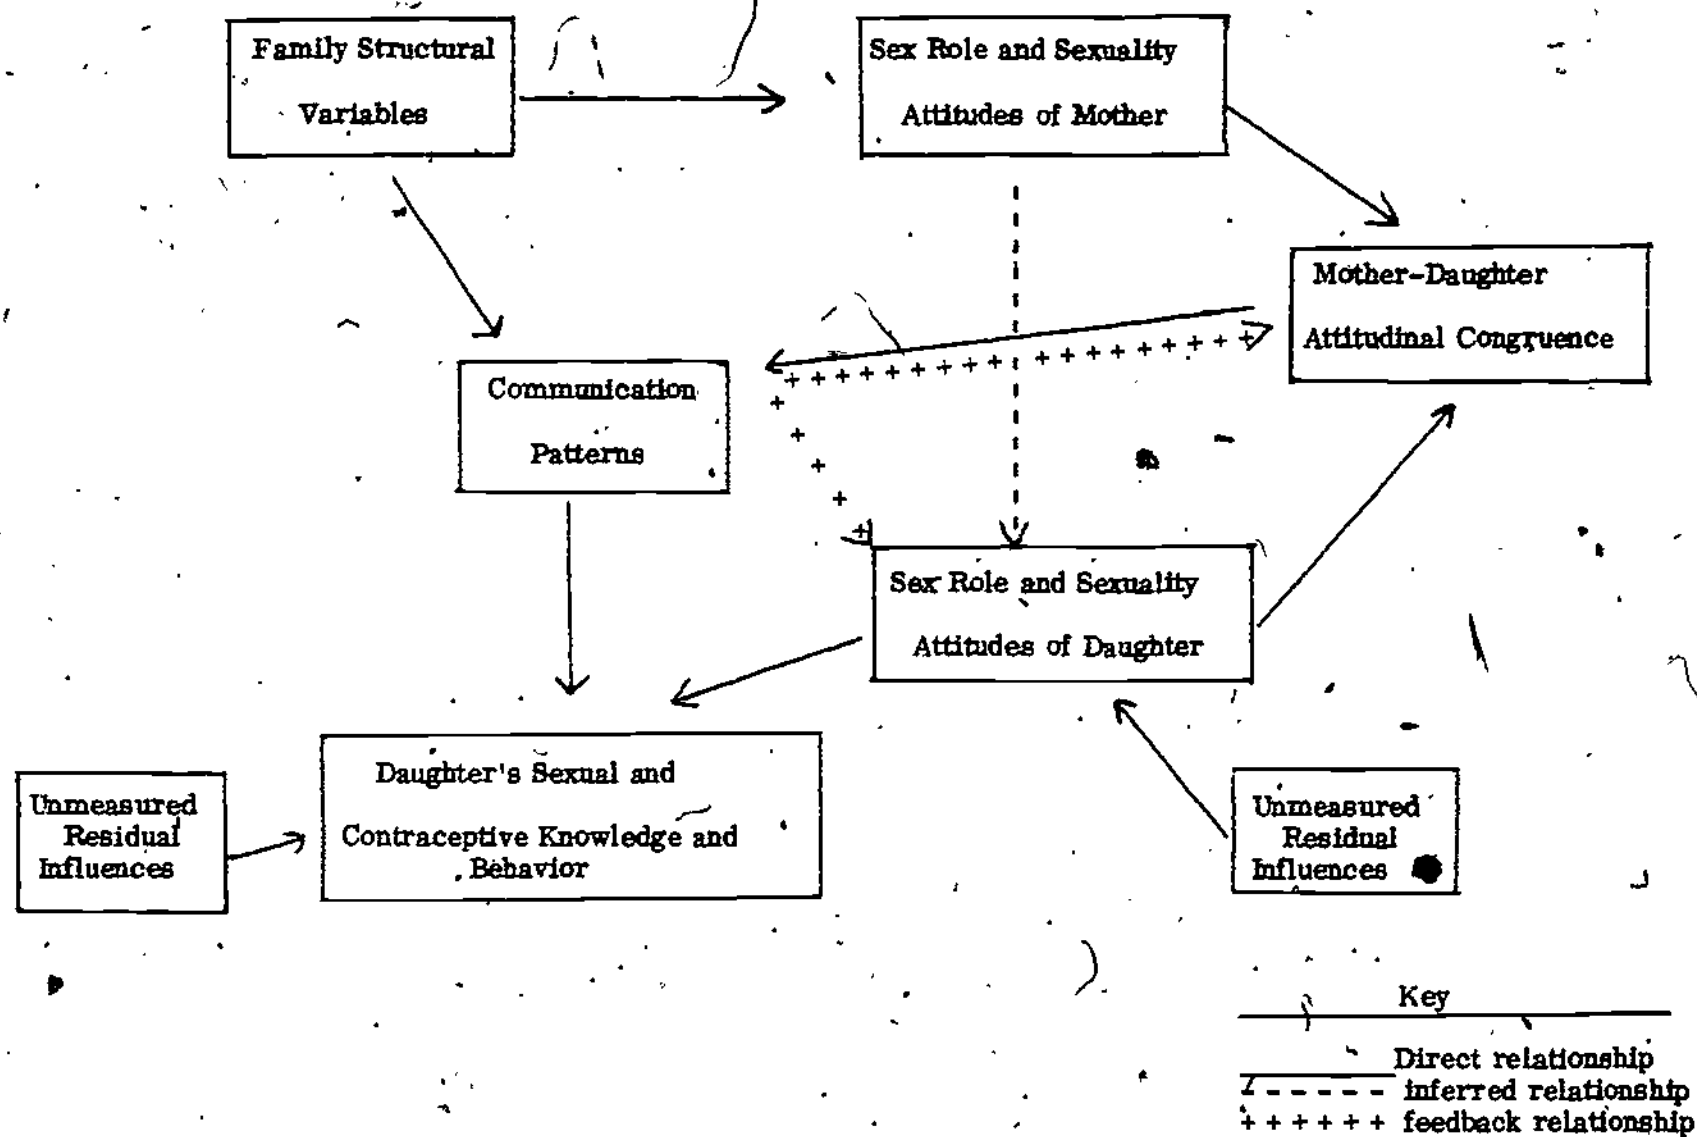 Family Structural
Variables
Sex Role and Sexuality
Attitudes of Mother
Mother-Daughter
Attitudinal Congruence
Communication
Patterns
Sex Role and Sexuality
Attitudes of Daughter
Daughter's Sexual and
Contraceptive Knowledge and
Behavior
Unmeasured
Residual
Influences
Unmeasured
Residual
Influences
Key
Direct relationship
inferred relationship
feedback relationship